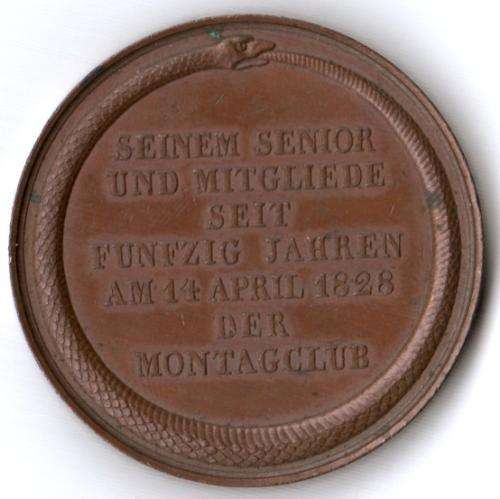 SEINEM SENIOR
UND MITGLIEDE
SEIT
FUNFZIG JAHREN
AM 14 APRIL 1828
DER
MONTAGCLUB